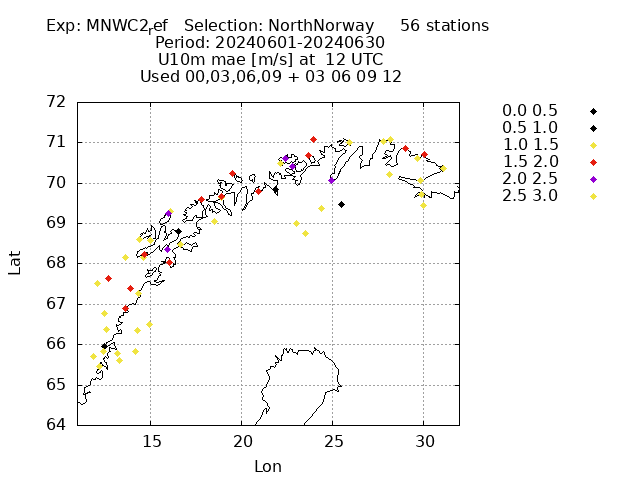 Exp: MNWC2ref Selection: NorthNorway 56 stations
Period: 20240601-20240630
U10m mae [m/s] at 12 UTC
Used 00,03,06,09 + 03 06 09 12
72
71
70
69
68
67
66
65
64
Lat
15 20 25 30
Lon
0.0 0.5
0.5 1.0
1.0 1.5
1.5 2.0
2.0 2.5
2.5 3.0